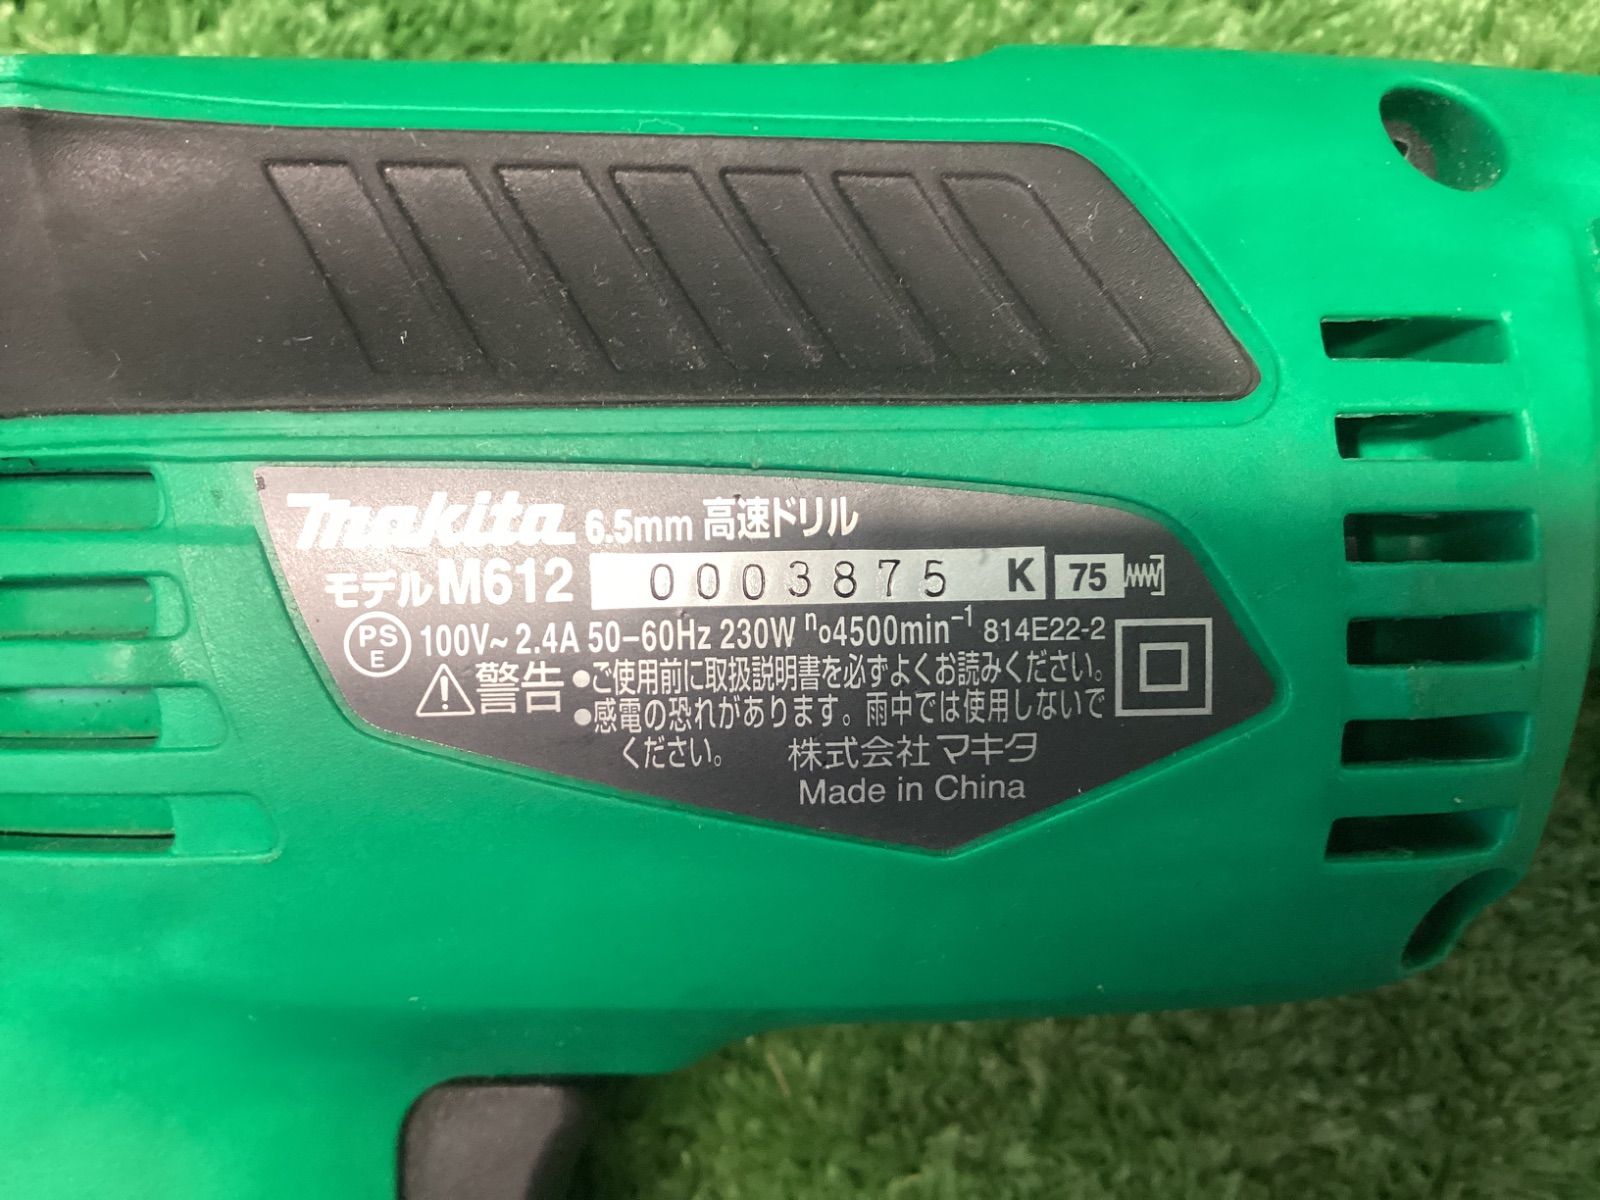 makita 6.5mm 高速ドリル
モデル M612 0003875 K 75
PS E 100V~ 2.4A 50-60Hz 230W n₀4500min⁻¹ 814E22-2
警告 ●ご使用前に取扱説明書を必ずよくお読みください。
●感電の恐れがあります。雨中では使用しないで
ください。 株式会社マキタ
Made in China